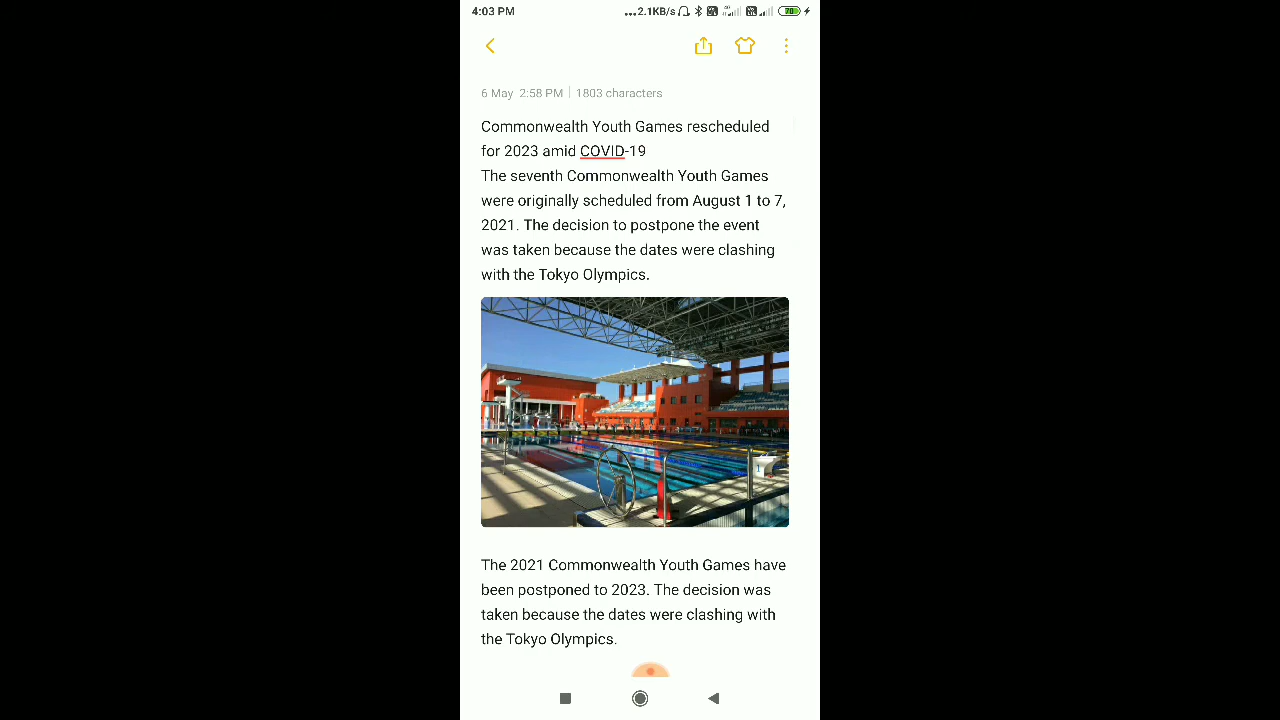 4:03 PM
...2.1KB/s
70
6 May 2:58 PM | 1803 characters
Commonwealth Youth Games rescheduled
for 2023 amid COVID-19
The seventh Commonwealth Youth Games
were originally scheduled from August 1 to 7,
2021. The decision to postpone the event
was taken because the dates were clashing
with the Tokyo Olympics.
1
The 2021 Commonwealth Youth Games have
been postponed to 2023. The decision was
taken because the dates were clashing with
the Tokyo Olympics.